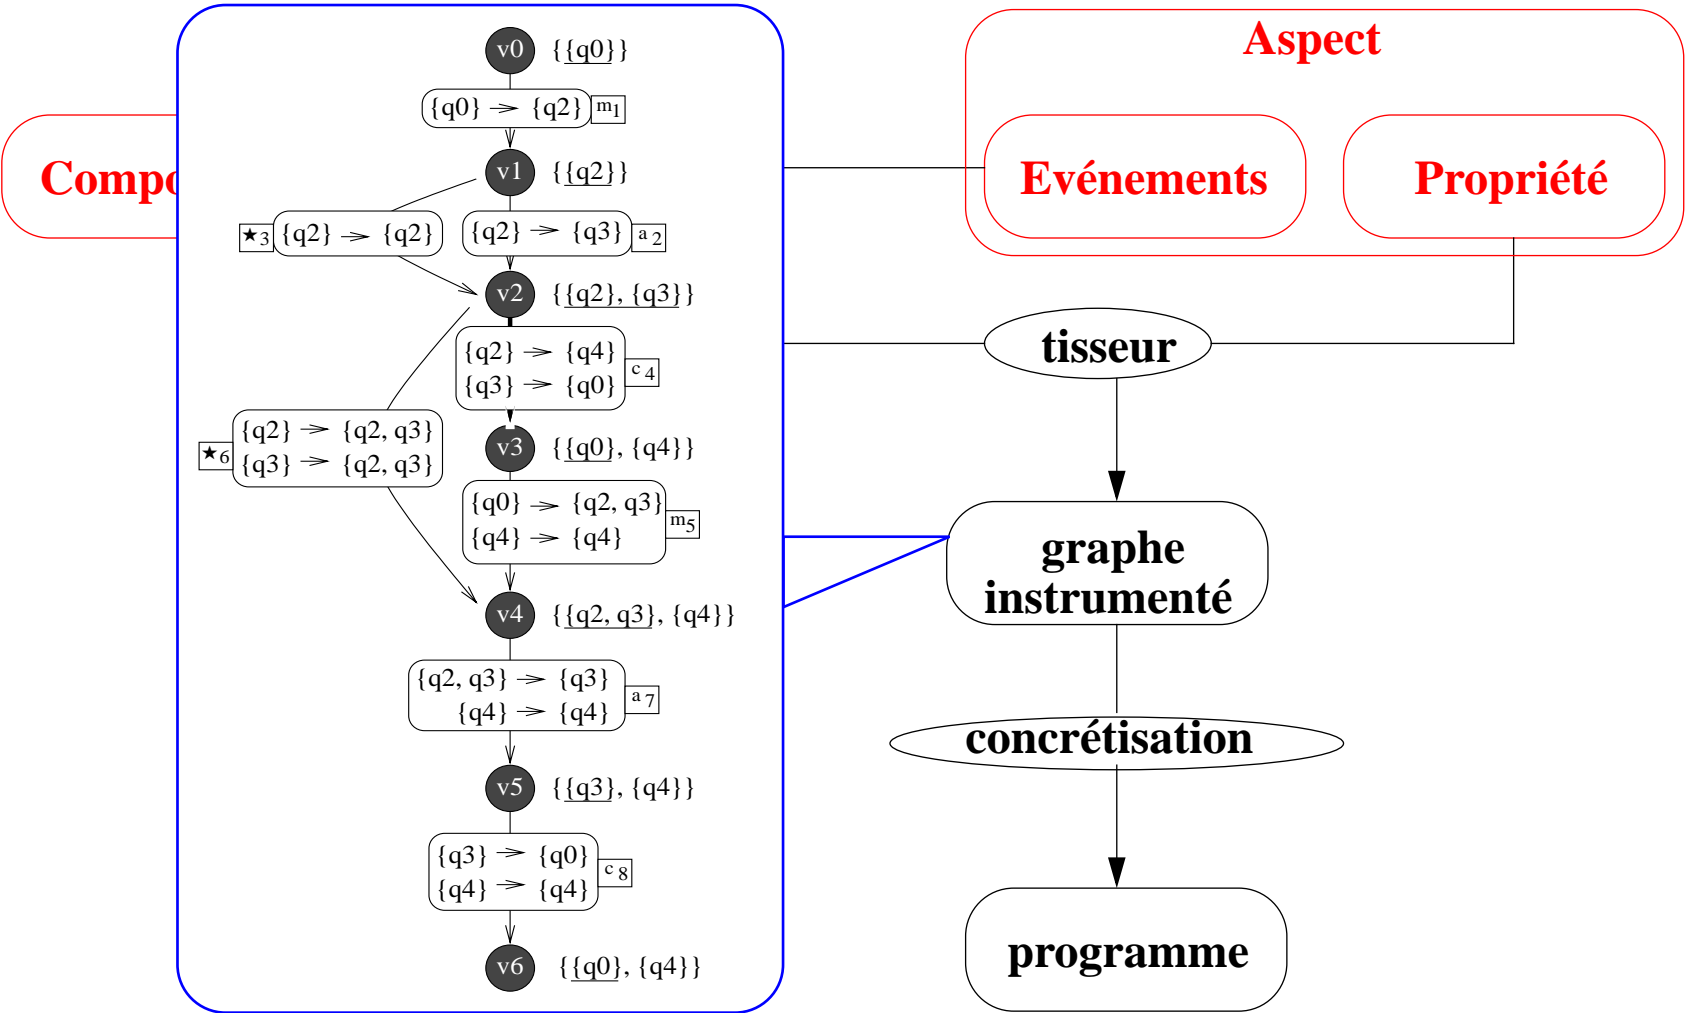 v0 {{q0}}
{q0} → {q2} m1
v1 {{q2}}
★3 {q2} → {q2}
{q2} → {q3} a2
v2 {{q2}, {q3}}
{q2} → {q4}
{q3} → {q0}
c4
★6
{q2} → {q2, q3}
{q3} → {q2, q3}
v3 {{q0}, {q4}}
{q0} → {q2, q3}
{q4} → {q4}
m5
v4 {{q2, q3}, {q4}}
{q2, q3} → {q3}
{q4} → {q4}
a7
v5 {{q3}, {q4}}
{q3} → {q0}
{q4} → {q4}
c8
v6 {{q0}, {q4}}
Compo
Aspect
Evénements
Propriété
tisseur
graphe
instrumenté
concrétisation
programme